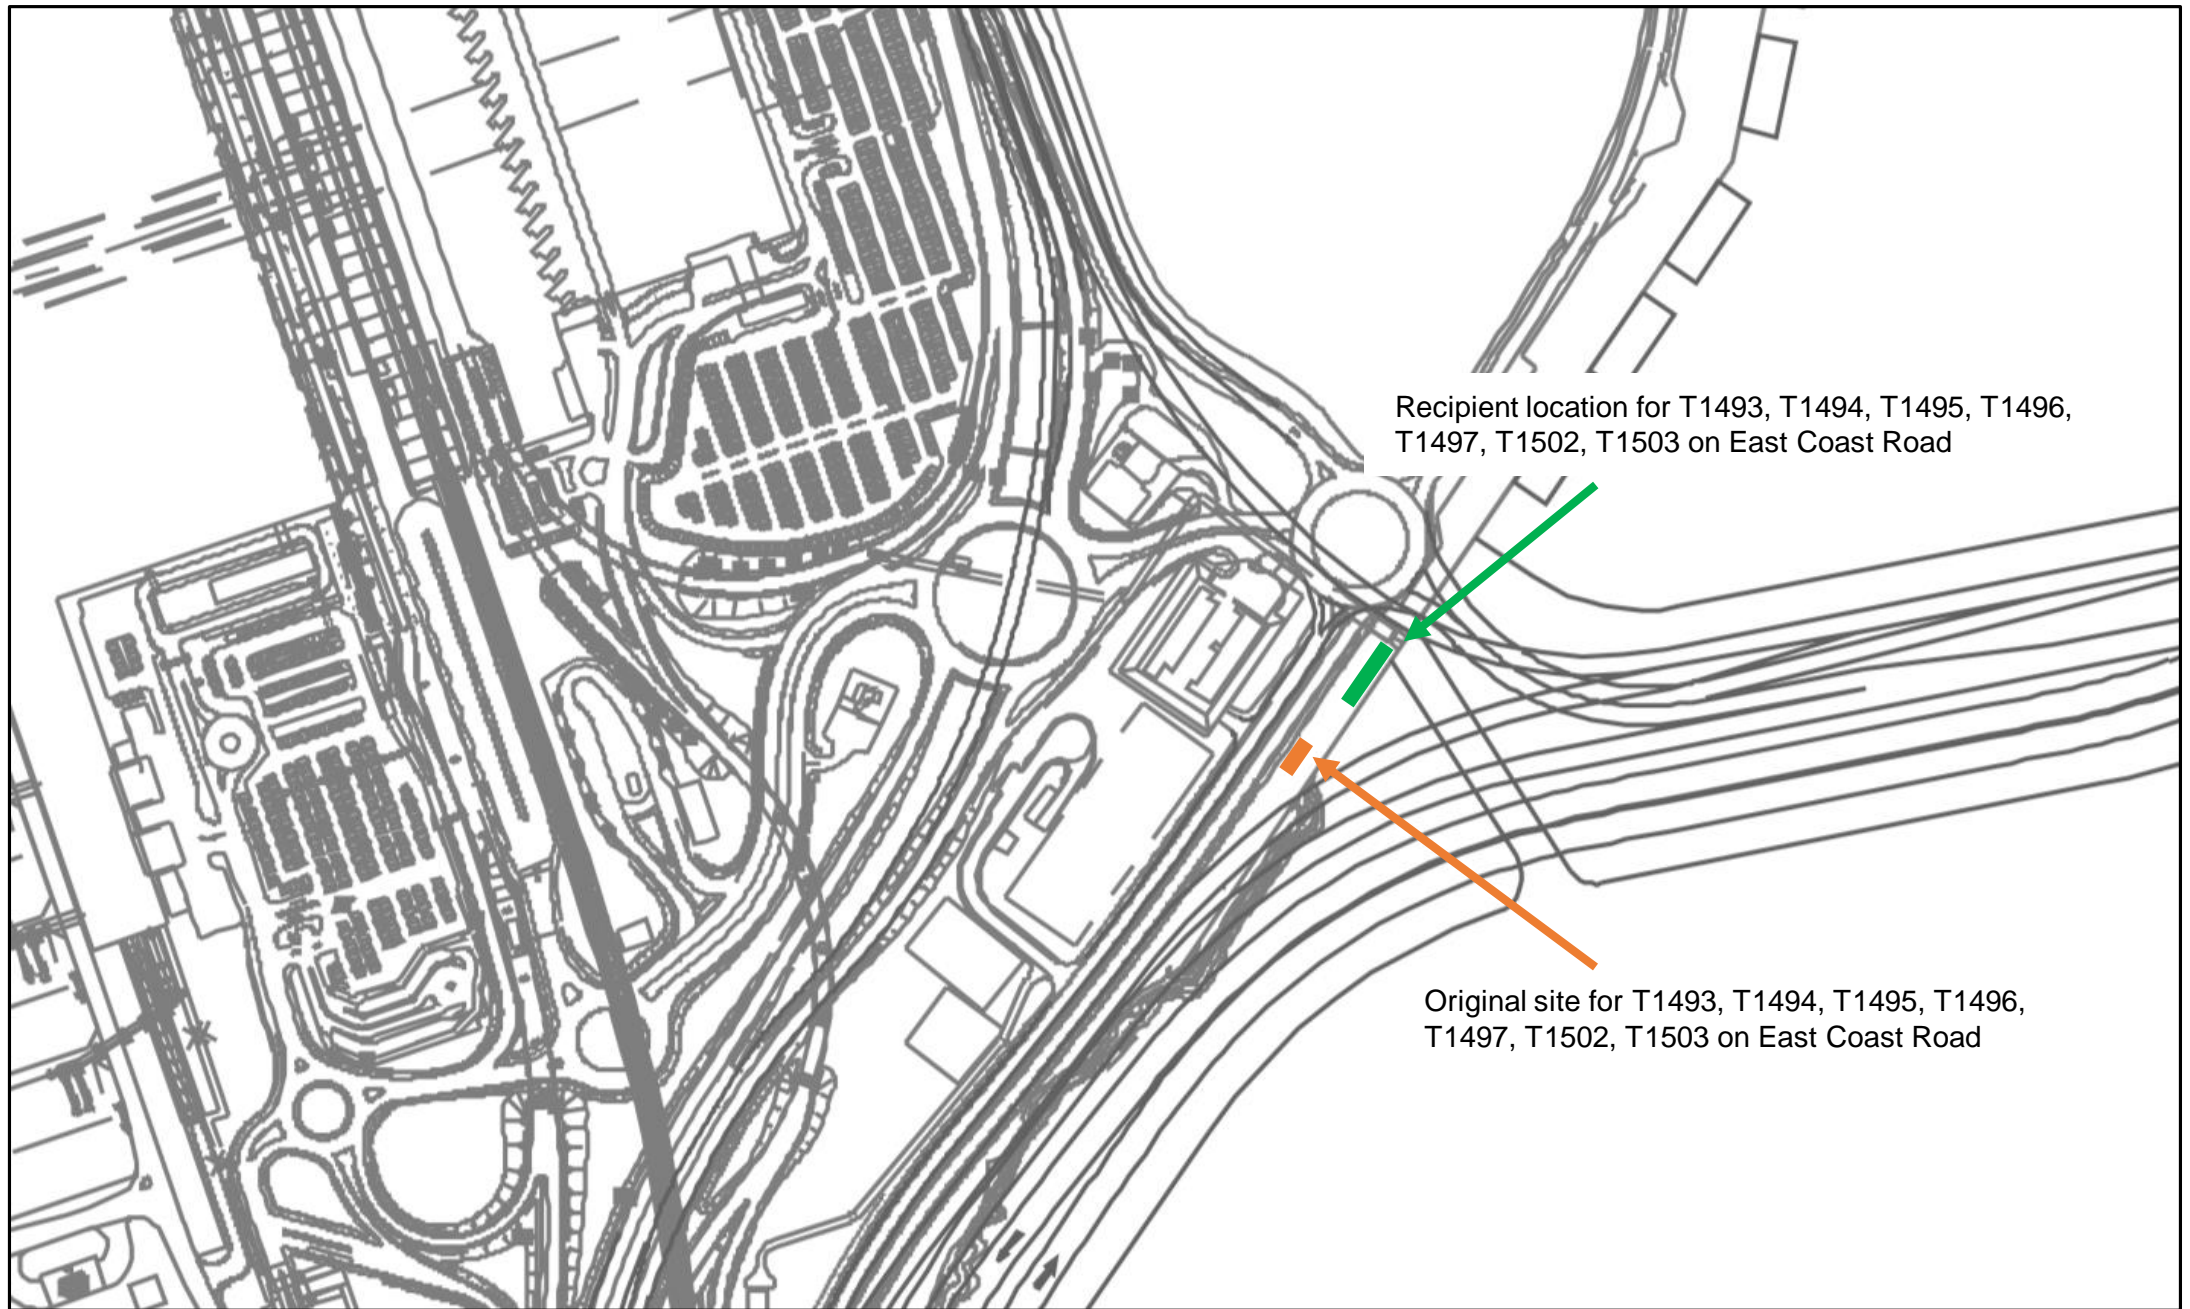 Recipient location for T1493, T1494, T1495, T1496,
T1497, T1502, T1503 on East Coast Road
Original site for T1493, T1494, T1495, T1496,
T1497, T1502, T1503 on East Coast Road